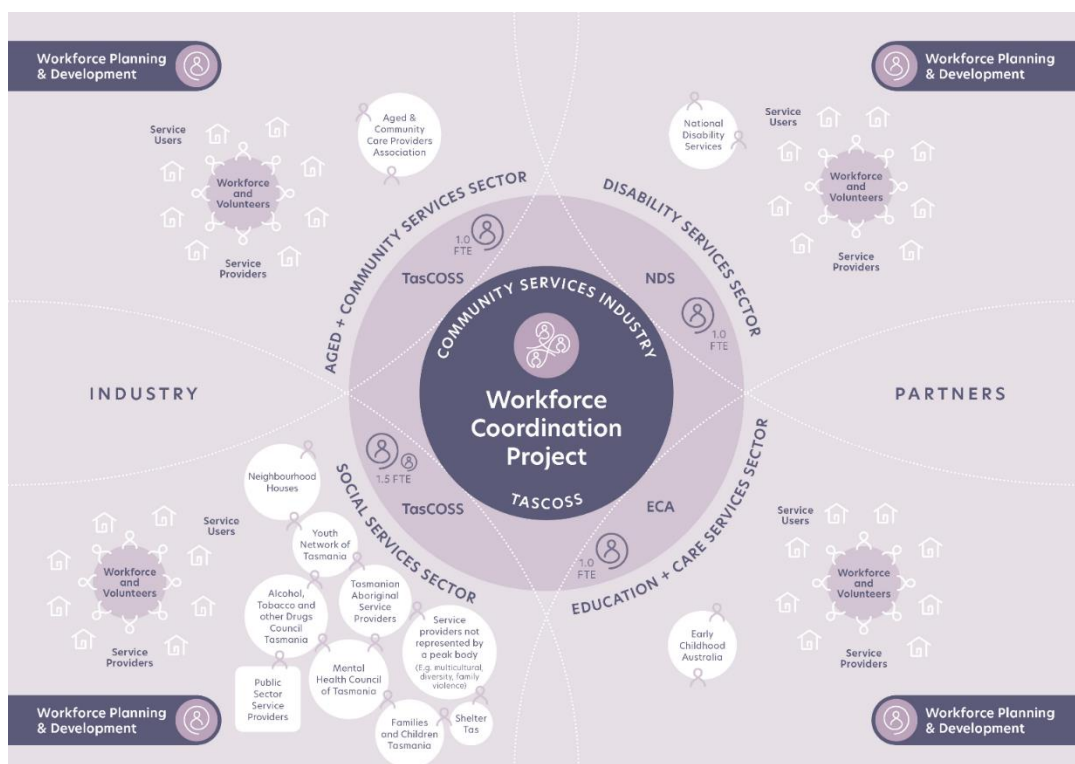 Workforce Planning
& Development
Workforce Planning
& Development
Service
Users
Workforce
and
Volunteers
Service
Providers
Aged &
Community
Care Providers
Association
National
Disability
Services
Service
Users
Workforce
and
Volunteers
Service
Providers
AGED + COMMUNITY SERVICES SECTOR
DISABILITY SERVICES SECTOR
1.0
FTE
TasCOSS
NDS
1.0
FTE
COMMUNITY SERVICES INDUSTRY
Workforce
Coordination
Project
TASCOSS
INDUSTRY
PARTNERS
1.5 FTE
TasCOSS
ECA
1.0
FTE
SOCIAL SERVICES SECTOR
EDUCATION + CARE SERVICES SECTOR
Neighbourhood
Houses
Service
Users
Workforce
and
Volunteers
Service
Providers
Youth
Network of
Tasmania
Alcohol,
Tobacco and
other Drugs
Council
Tasmania
Tasmanian
Aboriginal
Service
Providers
Service
providers not
represented by
a peak body
(E.g. multicultural,
diversity, family
violence)
Public
Sector
Service
Providers
Mental
Health Council
of Tasmania
Families
and Children
Tasmania
Shelter
Tas
Early
Childhood
Australia
Service
Users
Workforce
and
Volunteers
Service
Providers
Workforce Planning
& Development
Workforce Planning
& Development